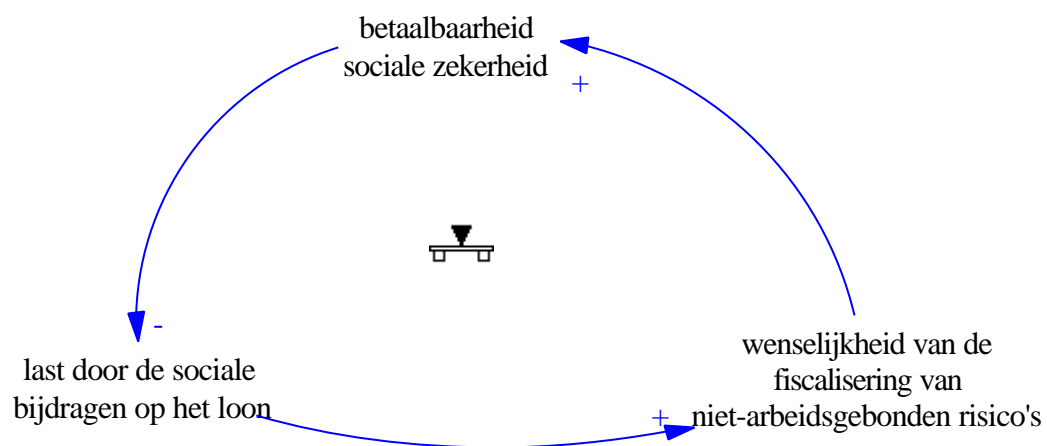 betaalbaarheid
sociale zekerheid
+
-
last door de sociale
bijdragen op het loon
wenselijkheid van de
fiscalisering van
niet-arbeidsgebonden risico's
+